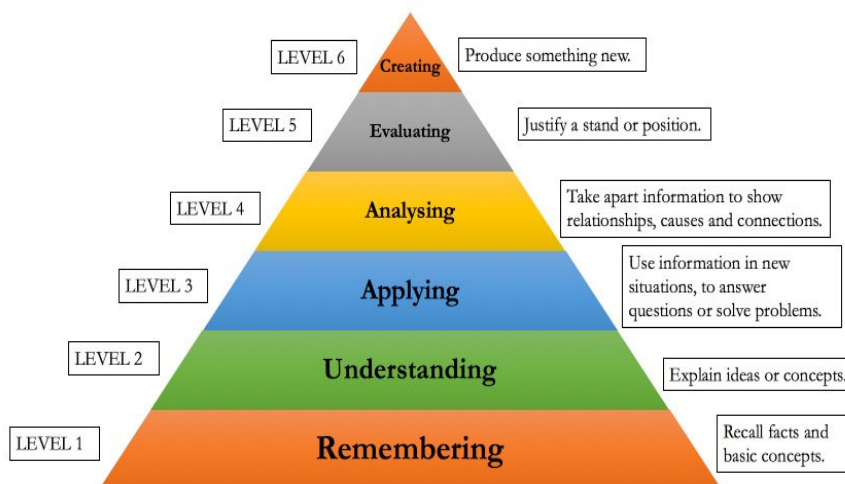 LEVEL 6
Creating
Produce something new.
LEVEL 5
Evaluating
Justify a stand or position.
LEVEL 4
Analysing
Take apart information to show
relationships, causes and connections.
LEVEL 3
Applying
Use information in new
situations, to answer
questions or solve problems.
LEVEL 2
Understanding
Explain ideas or concepts.
LEVEL 1
Remembering
Recall facts and
basic concepts.